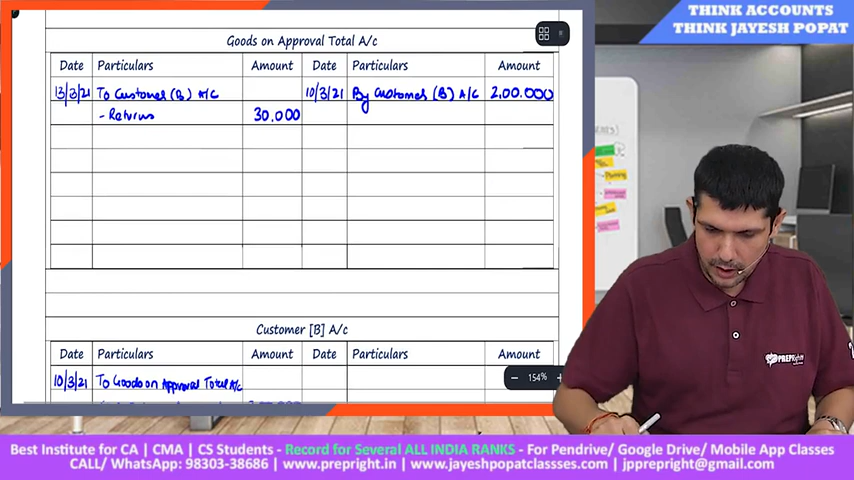 THINK ACCOUNTS
THINK JAYESH POPAT
Goods on Approval Total A/c
Date Particulars Amount Date Particulars Amount
13/3/21 To Customer (B) A/C 10/3/21 By Customer (B) A/C 2,00,000
- Returns 30,000
Customer [B] A/c
Date Particulars Amount Date Particulars Amount
10/3/21 To Goods on Approval Total A/C
154%
PREPRight
Best Institute for CA | CMA | CS Students - Record for Several ALL INDIA RANKS - For Pendrive/ Google Drive/ Mobile App Classes
CALL/ WhatsApp: 98303-38686 | www.prepright.in | www.jayeshpopatclassses.com | jpprepright@gmail.com